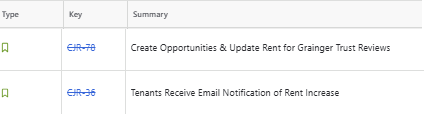 Type Key Summary
CJR-78 Create Opportunities & Update Rent for Grainger Trust Reviews
CJR-36 Tenants Receive Email Notification of Rent Increase